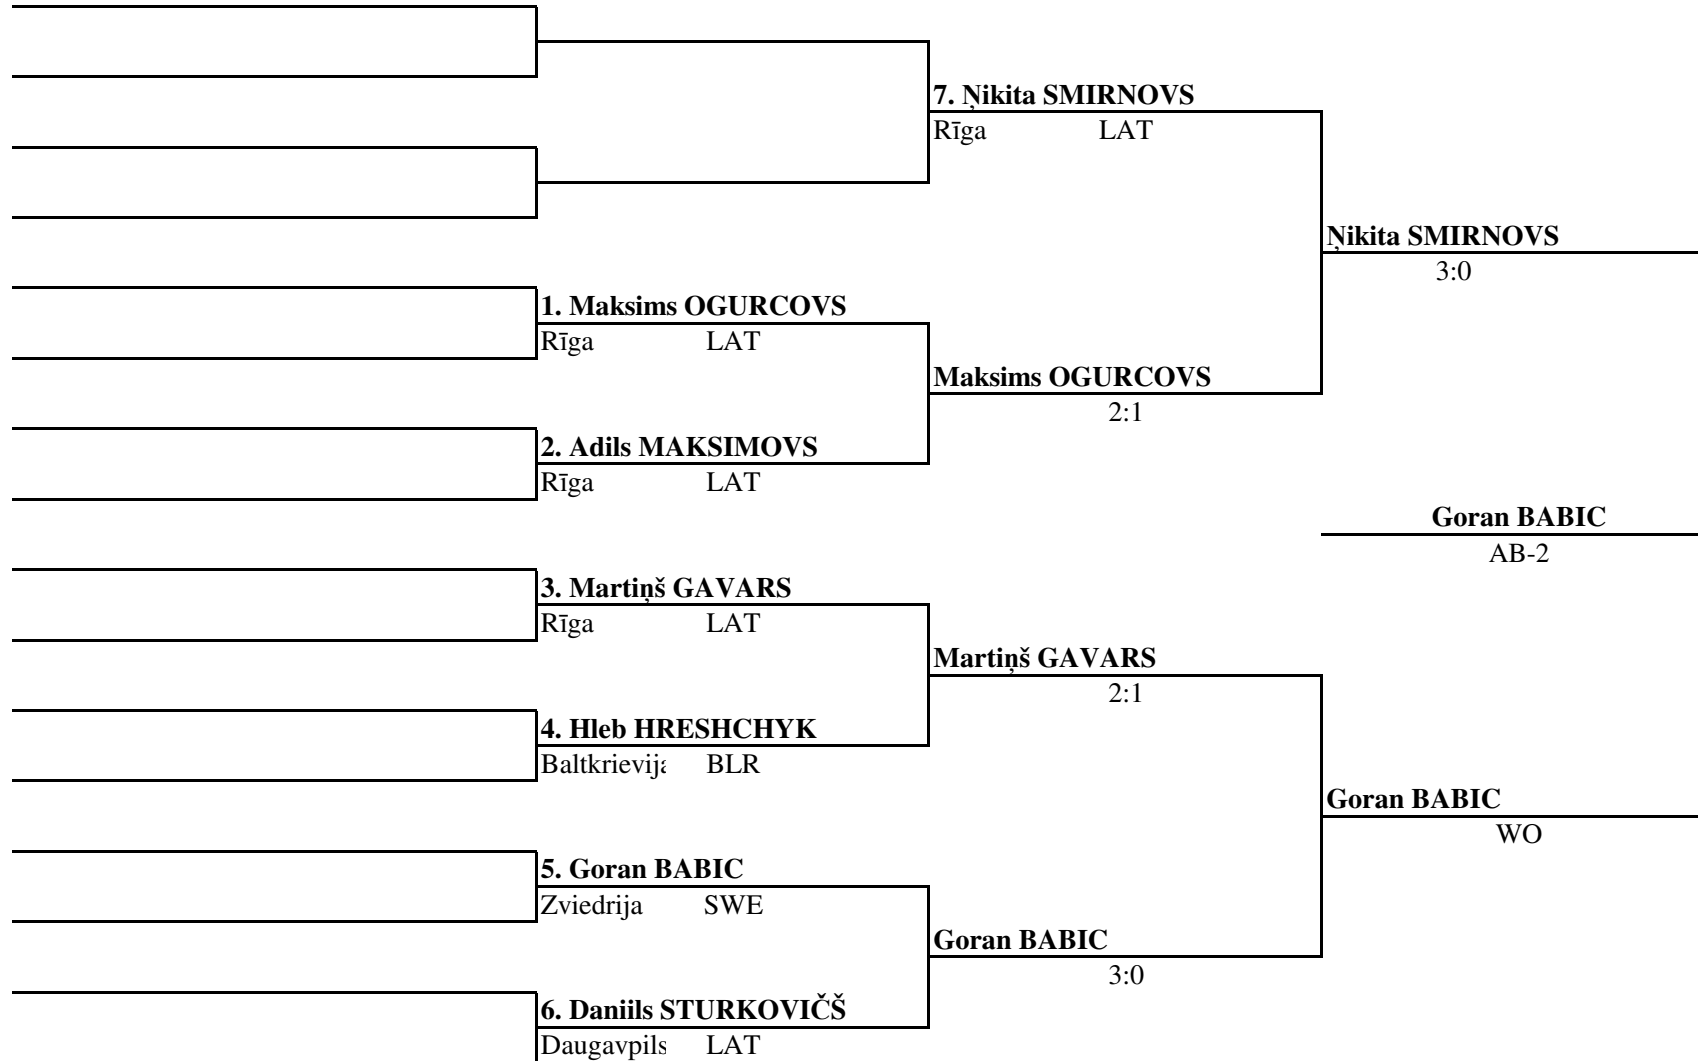 7. Ņikita SMIRNOVS
Rīga LAT
Ņikita SMIRNOVS
3:0
1. Maksims OGURCOVS
Rīga LAT
Maksims OGURCOVS
2:1
2. Adils MAKSIMOVS
Rīga LAT
Goran BABIC
AB-2
3. Martiņš GAVARS
Rīga LAT
Martiņš GAVARS
2:1
4. Hleb HRESHCHYK
Baltkrievija BLR
Goran BABIC
WO
5. Goran BABIC
Zviedrija SWE
Goran BABIC
3:0
6. Daniils STURKOVIČŠ
Daugavpils LAT